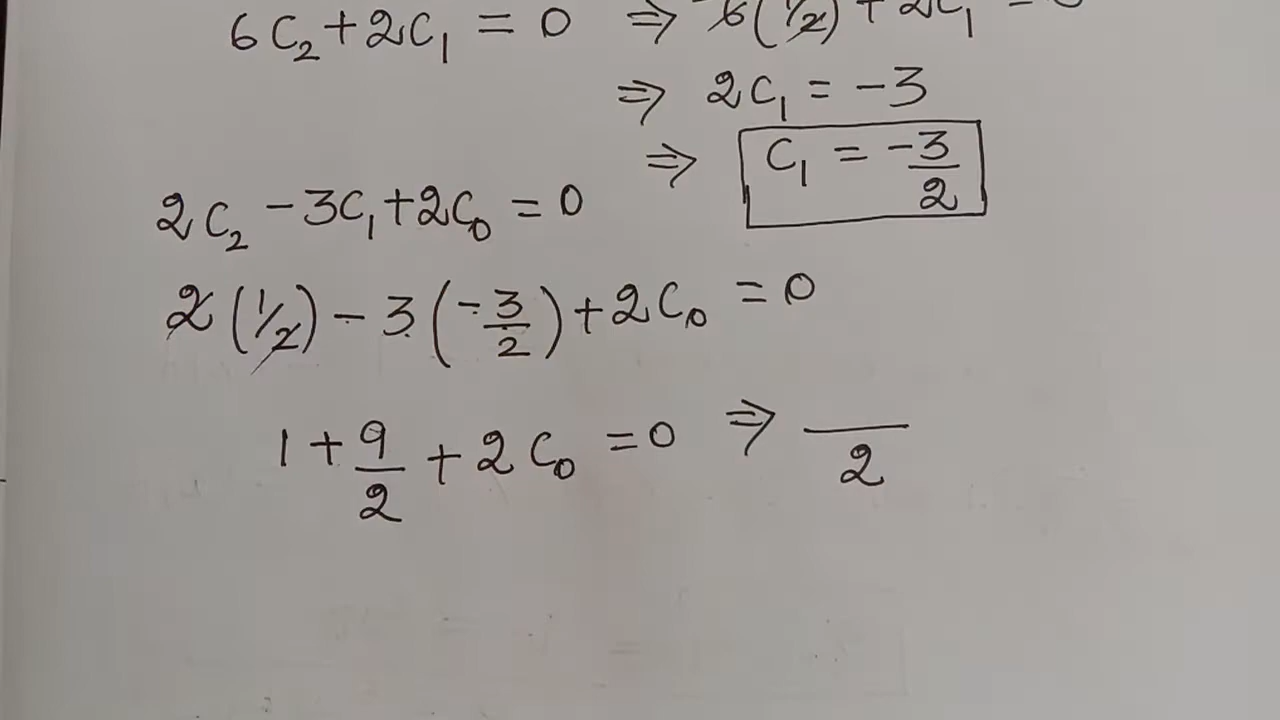 6C₂ + 2C₁ = 0 ⇒ 6(1/2) + 2C₁ = 0
⇒ 2C₁ = -3
⇒ C₁ = -3/2
2C₂ - 3C₁ + 2C₀ = 0
2(1/2) - 3(-3/2) + 2C₀ = 0
1 + 9/2 + 2C₀ = 0 ⇒ /2